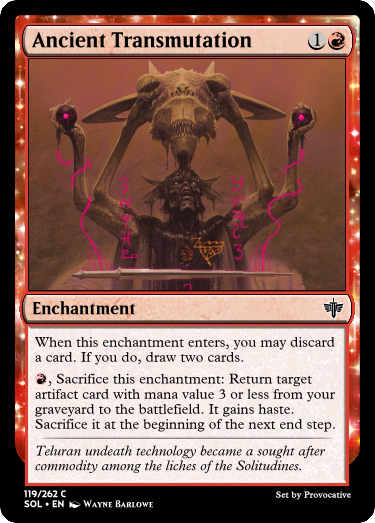 Ancient Transmutation 1
Enchantment
When this enchantment enters, you may discard
a card. If you do, draw two cards.
, Sacrifice this enchantment: Return target
artifact card with mana value 3 or less from your
graveyard to the battlefield. It gains haste.
Sacrifice it at the beginning of the next end step.
Teluran undeath technology became a sought after
commodity among the liches of the Solitudines.
119/262 C
SOL • EN Wayne Barlowe
Set by Provocative